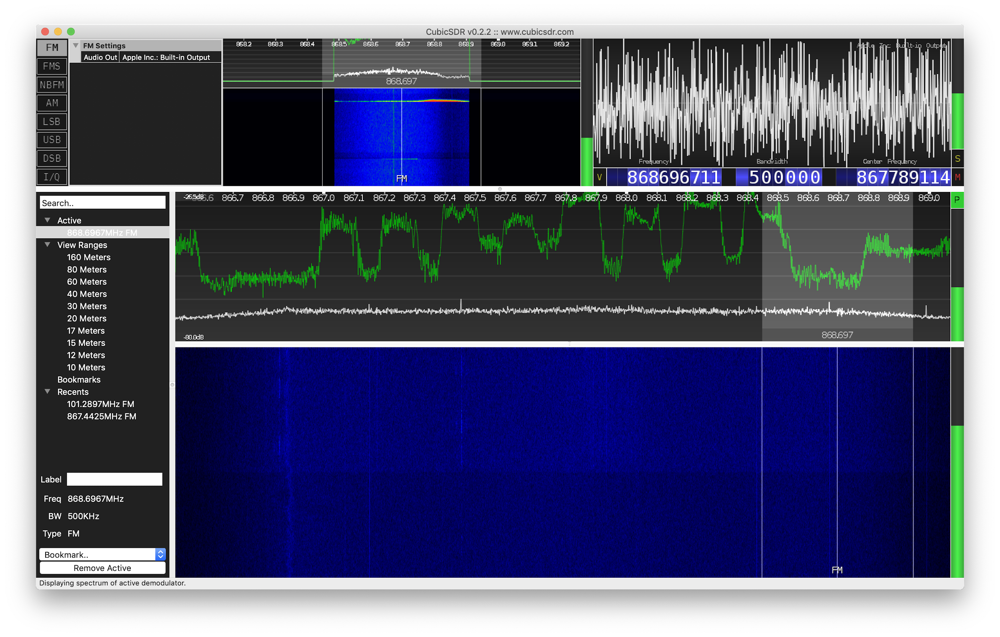 CubicSDR v0.2.2 :: www.cubicsdr.com
FM
FMS
NBFM
AM
LSB
USB
DSB
I/Q
FM Settings
Audio Out Apple Inc.: Built-in Output
868.2 868.3 868.4 868.5 868.6 868.7 868.8 868.9 869.0 869.1 869.2
868.697
FM
Apple Inc: Built-in Output
Frequency Bandwidth Center Frequency
S
V 868696711 500000 867789114 M
Search..
Active
868.6967MHz FM
View Ranges
160 Meters
80 Meters
60 Meters
40 Meters
30 Meters
20 Meters
17 Meters
15 Meters
12 Meters
10 Meters
Bookmarks
Recents
101.2897MHz FM
867.4425MHz FM
Label
Freq 868.6967MHz
BW 500KHz
Type FM
Bookmark..
Remove Active
-26.5dB 866.6 866.7 866.8 866.9 867.0 867.1 867.2 867.3 867.4 867.5 867.6 867.7 867.8 867.9 868.0 868.1 868.2 868.3 868.4 868.5 868.6 868.7 868.8 868.9 869.0 P
-80.0dB
868.697
FM
Displaying spectrum of active demodulator.